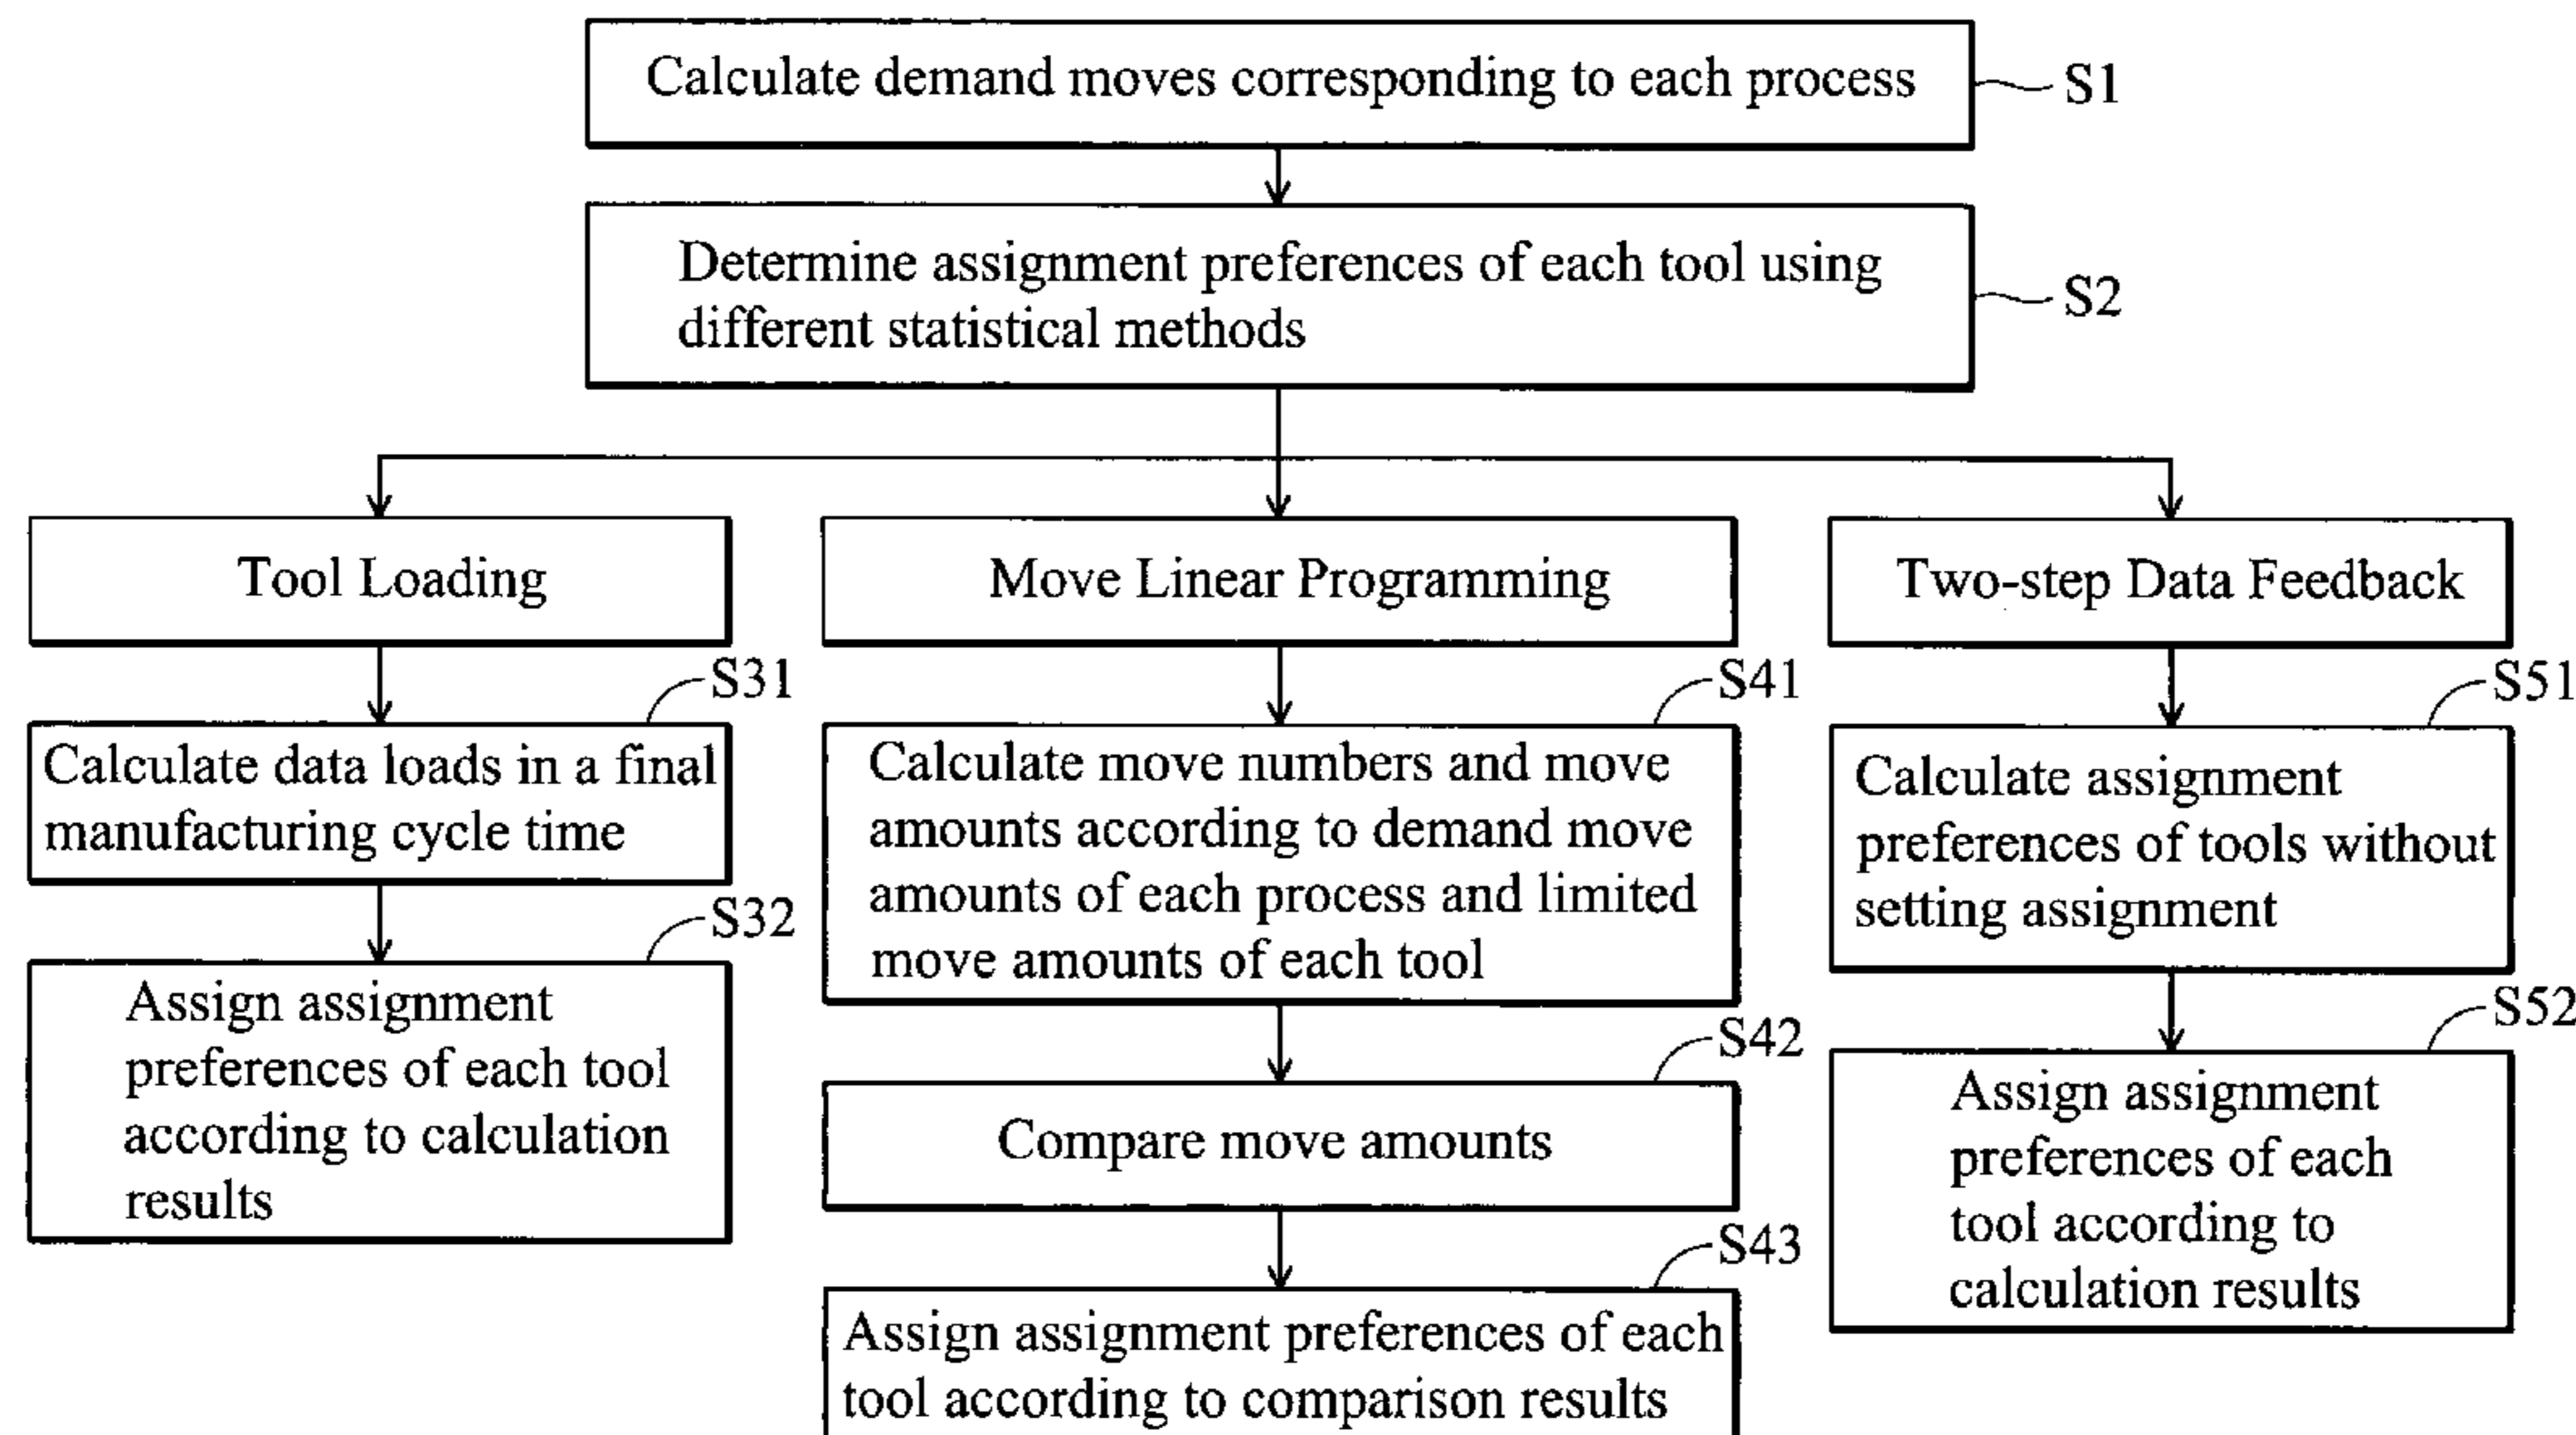 Calculate demand moves corresponding to each process
S1
Determine assignment preferences of each tool using
different statistical methods
S2
Tool Loading
S31
Calculate data loads in a final
manufacturing cycle time
S32
Assign assignment
preferences of each tool
according to calculation
results
Move Linear Programming
S41
Calculate move numbers and move
amounts according to demand move
amounts of each process and limited
move amounts of each tool
S42
Compare move amounts
S43
Assign assignment preferences of each
tool according to comparison results
Two-step Data Feedback
S51
Calculate assignment
preferences of tools without
setting assignment
S52
Assign assignment
preferences of each
tool according to
calculation results